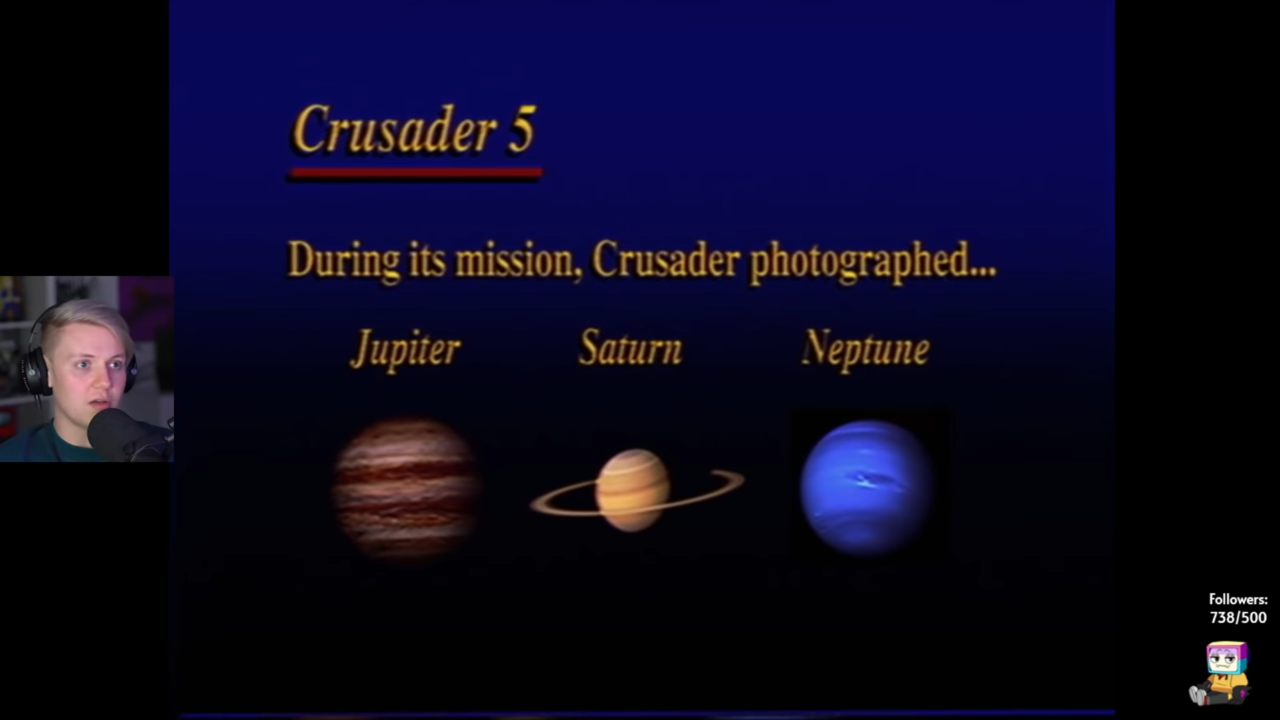 Crusader 5
During its mission, Crusader photographed...
Jupiter Saturn Neptune
Followers:
738/500